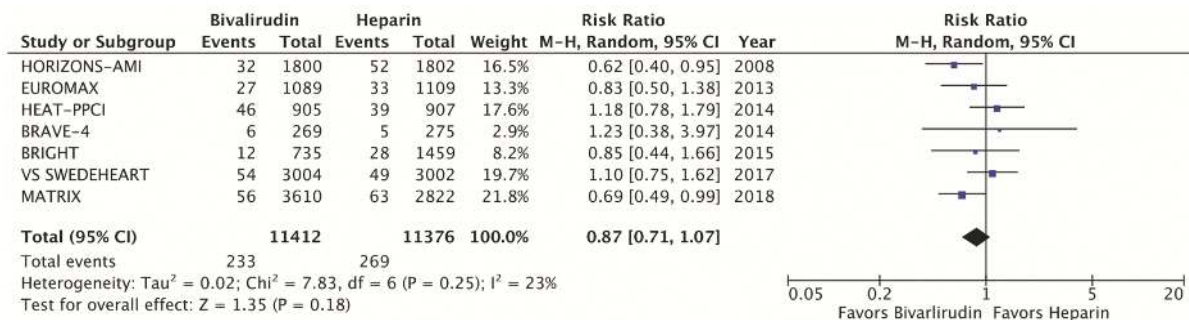 Bivalirudin Heparin Risk Ratio Risk Ratio
Study or Subgroup Events Total Events Total Weight M-H, Random, 95% CI Year M-H, Random, 95% CI
HORIZONS-AMI 32 1800 52 1802 16.5% 0.62 [0.40, 0.95] 2008
EUROMAX 27 1089 33 1109 13.3% 0.83 [0.50, 1.38] 2013
HEAT-PPCI 46 905 39 907 17.6% 1.18 [0.78, 1.79] 2014
BRAVE-4 6 269 5 275 2.9% 1.23 [0.38, 3.97] 2014
BRIGHT 12 735 28 1459 8.2% 0.85 [0.44, 1.66] 2015
VS SWEDEHEART 54 3004 49 3002 19.7% 1.10 [0.75, 1.62] 2017
MATRIX 56 3610 63 2822 21.8% 0.69 [0.49, 0.99] 2018
Total (95% CI) 11412 11376 100.0% 0.87 [0.71, 1.07]
Total events 233 269
Heterogeneity: Tau² = 0.02; Chi² = 7.83, df = 6 (P = 0.25); I² = 23%
Test for overall effect: Z = 1.35 (P = 0.18)
0.05 0.2 1 5 20
Favors Bivarlirudin Favors Heparin